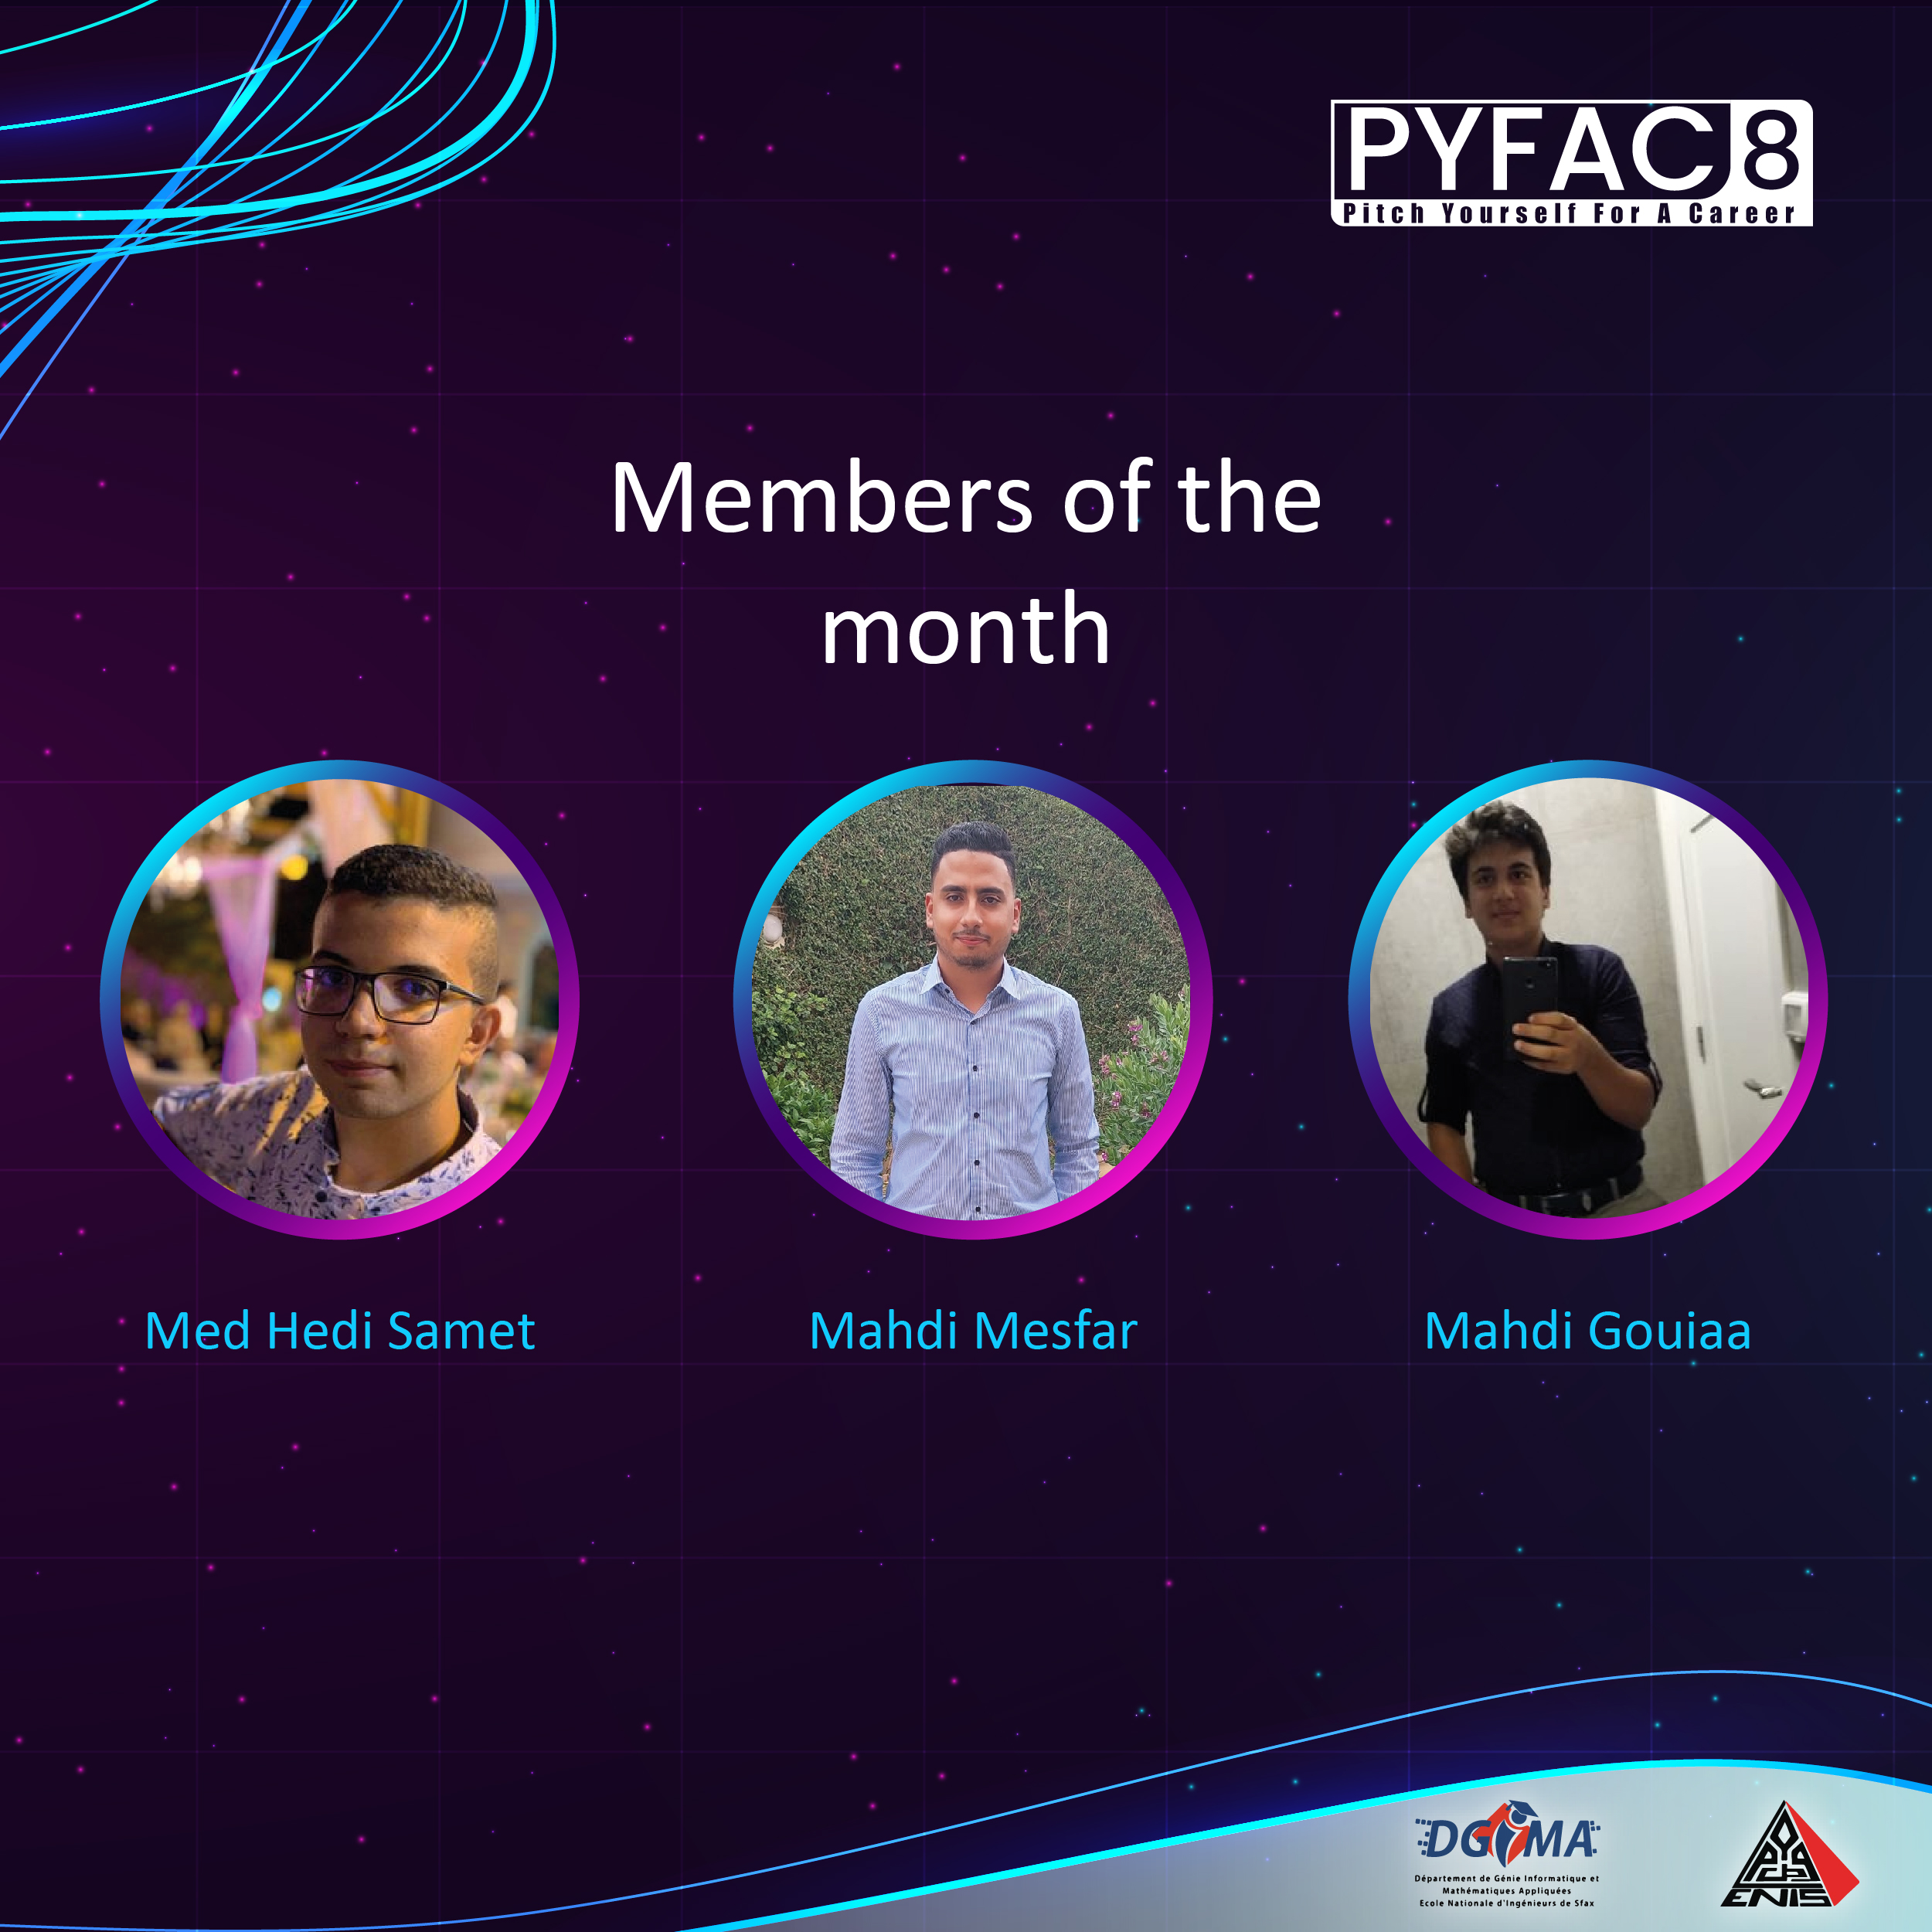 PYFAC8
Pitch Yourself For A Career
Members of the
month
Med Hedi Samet
Mahdi Mesfar
Mahdi Gouiaa
DGIMA
Département de Génie Informatique et
Mathématiques Appliquées
Ecole Nationale d'Ingénieurs de Sfax
ENIS